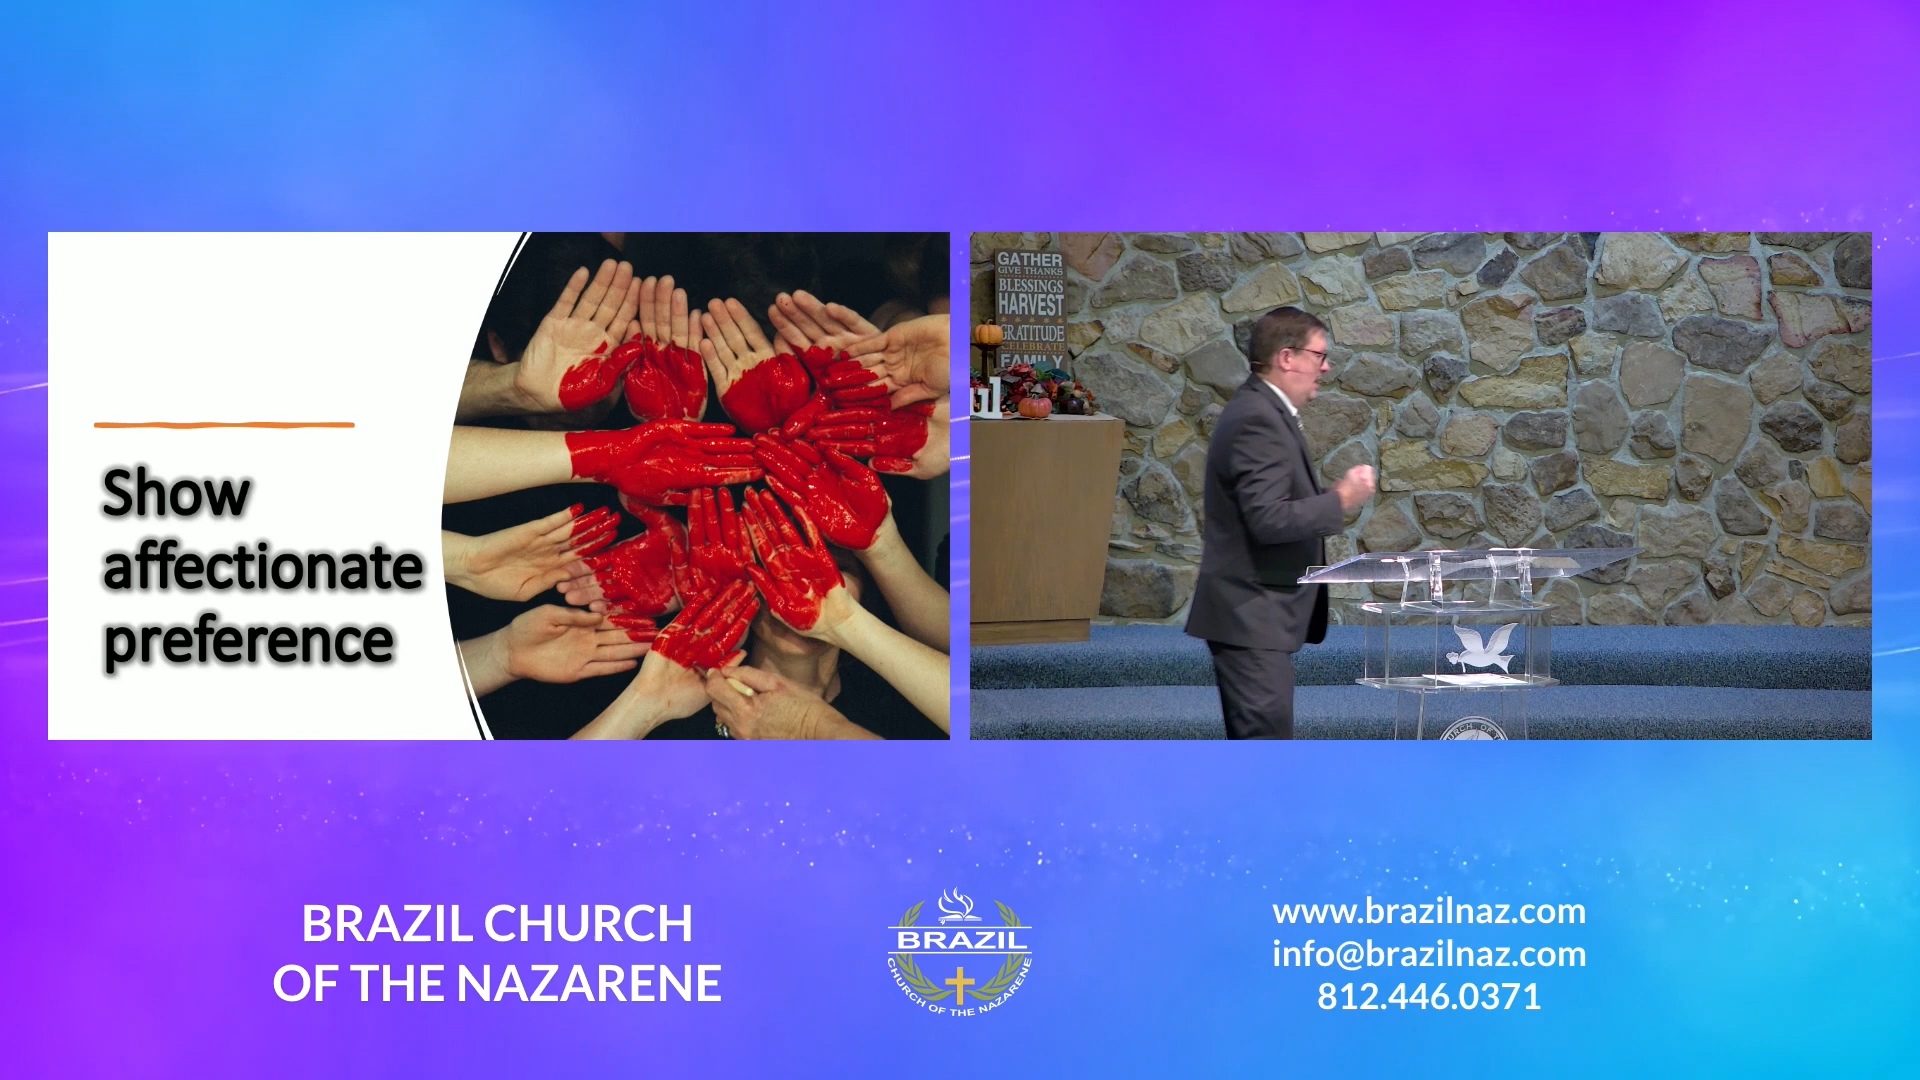 Show
affectionate
preference
GATHER
GIVE THANKS
BLESSINGS
HARVEST
GRATITUDE
CELEBRATE
FAMILY
BRAZIL CHURCH
OF THE NAZARENE
BRAZIL
CHURCH OF THE NAZARENE
www.brazilnaz.com
info@brazilnaz.com
812.446.0371